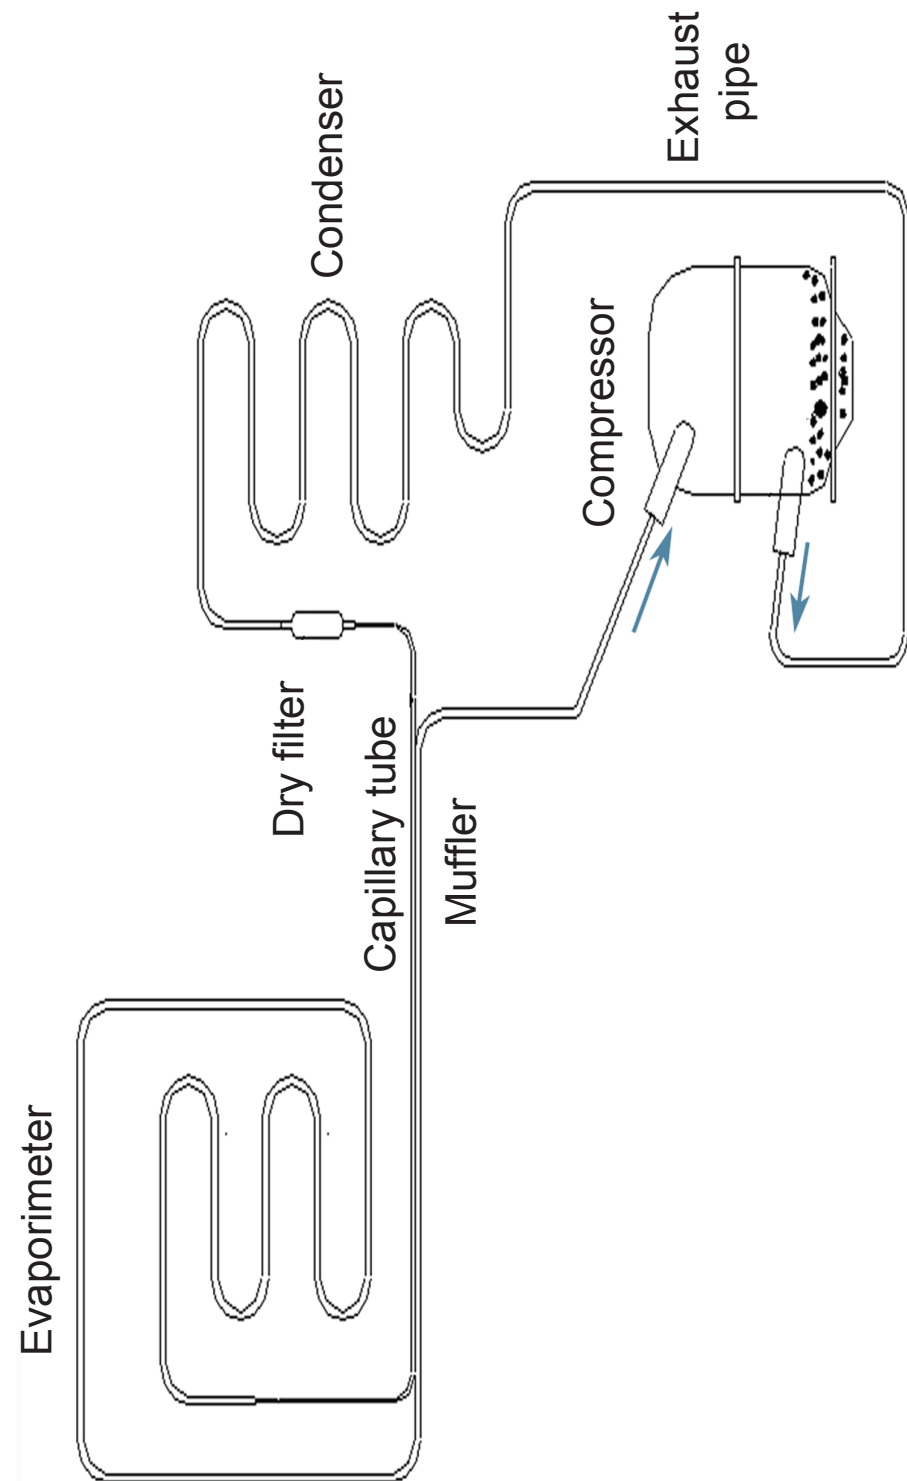 Evaporimeter
Dry filter
Capillary tube
Muffler
Condenser
Compressor
Exhaust
pipe